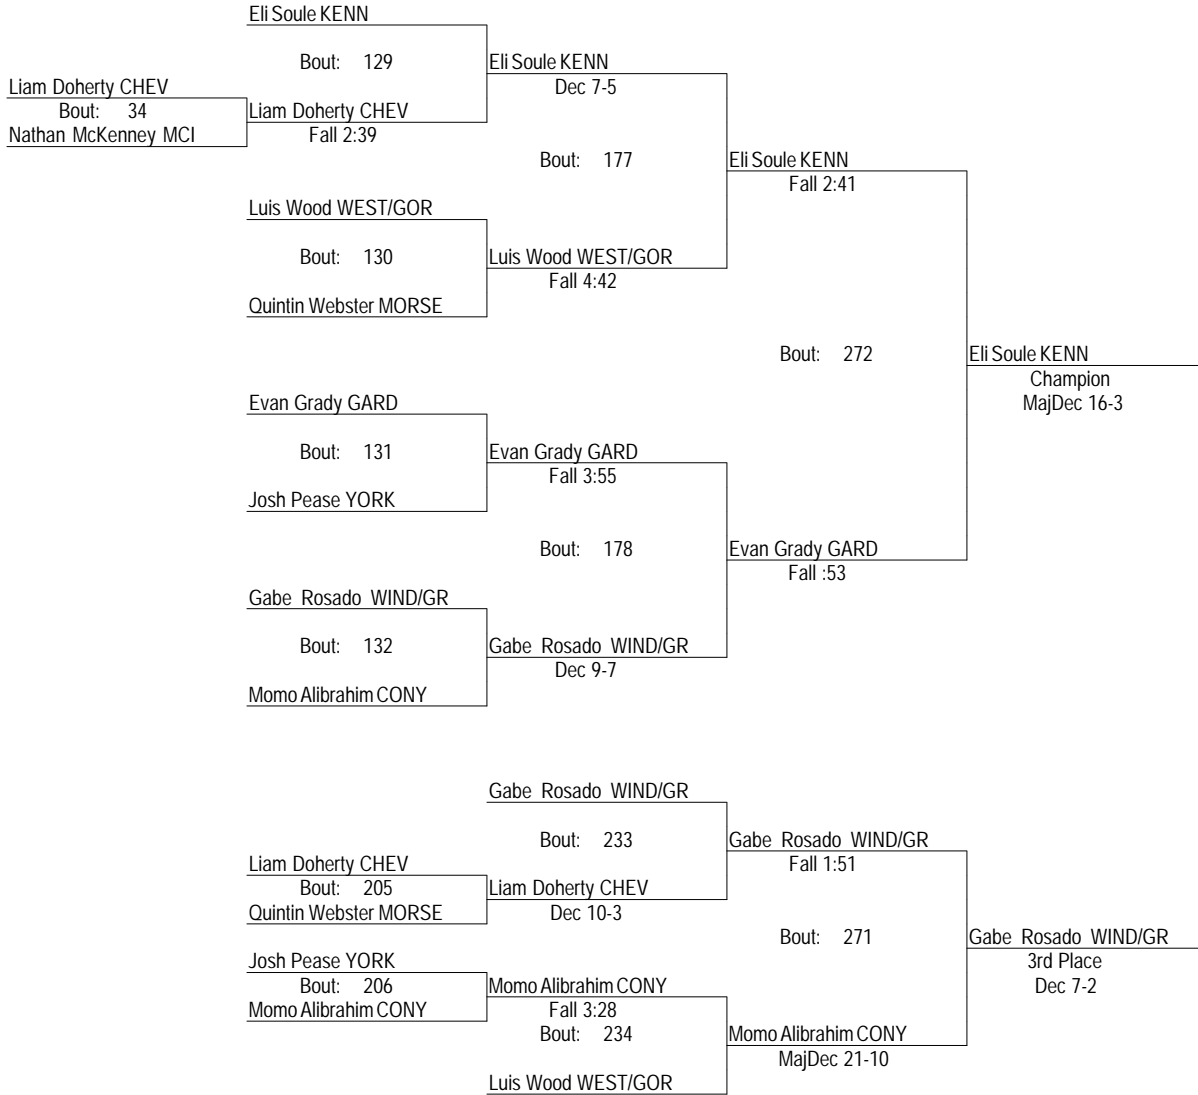 Eli Soule KENN
Bout: 129
Eli Soule KENN
Dec 7-5
Liam Doherty CHEV
Bout: 34
Nathan McKenney MCI
Liam Doherty CHEV
Fall 2:39
Bout: 177
Eli Soule KENN
Fall 2:41
Luis Wood WEST/GOR
Bout: 130
Luis Wood WEST/GOR
Fall 4:42
Quintin Webster MORSE
Bout: 272
Eli Soule KENN
Champion
MajDec 16-3
Evan Grady GARD
Bout: 131
Evan Grady GARD
Fall 3:55
Josh Pease YORK
Bout: 178
Evan Grady GARD
Fall :53
Gabe Rosado WIND/GR
Bout: 132
Gabe Rosado WIND/GR
Dec 9-7
Momo Alibrahim CONY
Gabe Rosado WIND/GR
Bout: 233
Gabe Rosado WIND/GR
Fall 1:51
Liam Doherty CHEV
Bout: 205
Quintin Webster MORSE
Liam Doherty CHEV
Dec 10-3
Bout: 271
Gabe Rosado WIND/GR
3rd Place
Dec 7-2
Josh Pease YORK
Bout: 206
Momo Alibrahim CONY
Momo Alibrahim CONY
Fall 3:28
Bout: 234
Momo Alibrahim CONY
MajDec 21-10
Luis Wood WEST/GOR